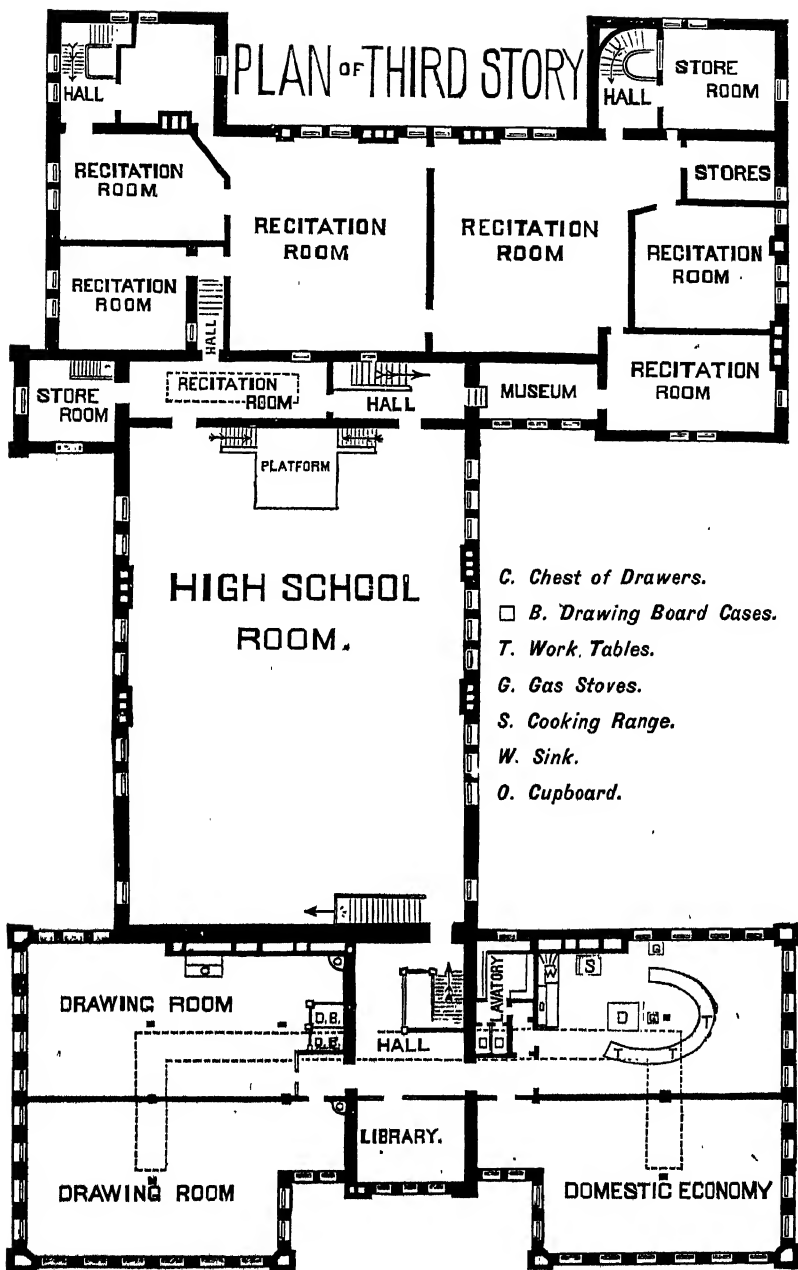 PLAN OF THIRD STORY
HALL
HALL
STORE
ROOM
RECITATION
ROOM
STORES
RECITATION
ROOM
RECITATION
ROOM
RECITATION
ROOM
RECITATION
ROOM
HALL
STORE
ROOM
RECITATION
ROOM
HALL
MUSEUM
RECITATION
ROOM
PLATFORM
HIGH SCHOOL
ROOM.
C. Chest of Drawers.
□ B. Drawing Board Cases.
T. Work Tables.
G. Gas Stoves.
S. Cooking Range.
W. Sink.
O. Cupboard.
DRAWING ROOM
D.B.
HALL
LAVATORY
W
S
G
D
T
T
T
DRAWING ROOM
LIBRARY.
DOMESTIC ECONOMY